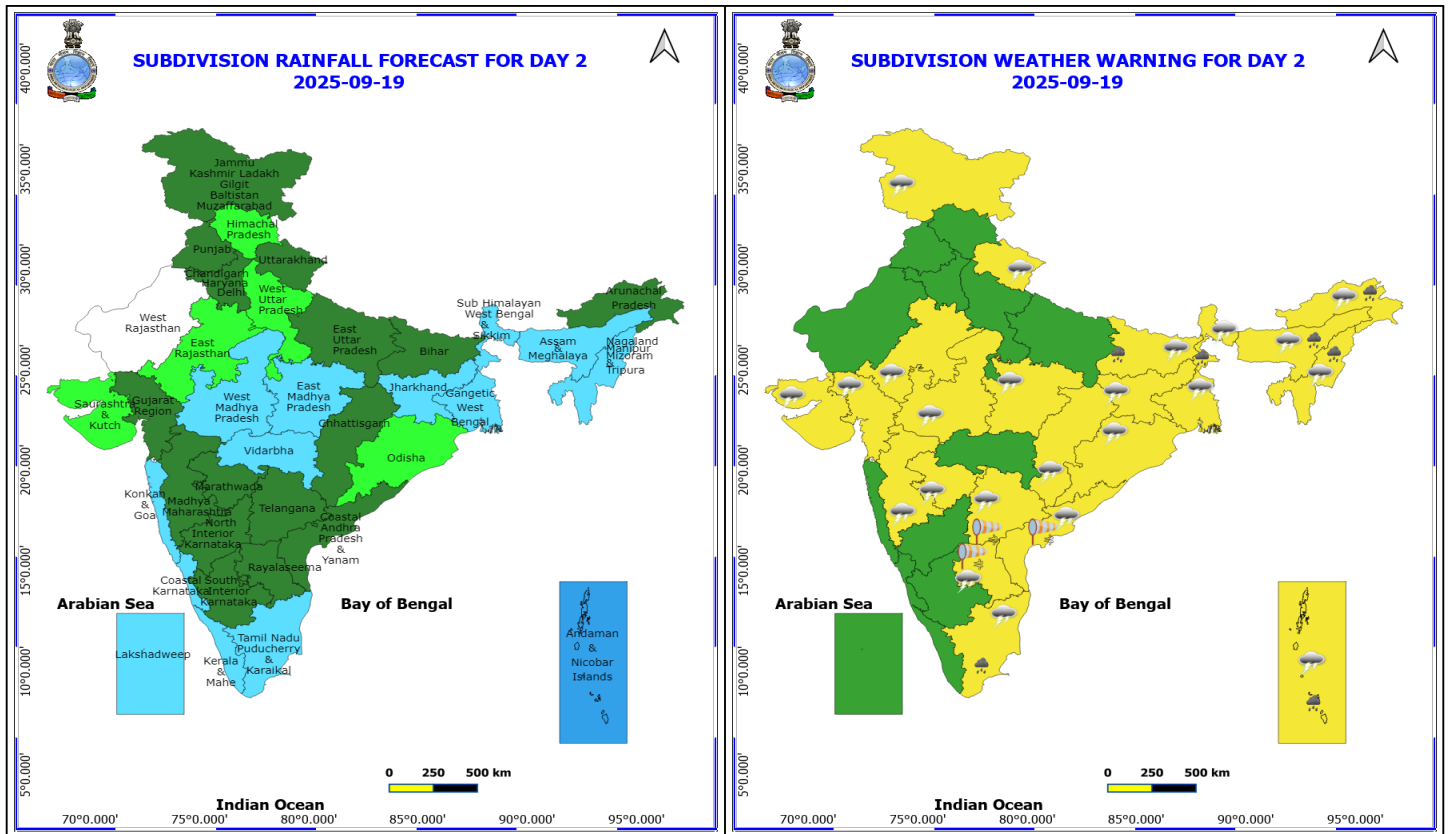 SUBDIVISION RAINFALL FORECAST FOR DAY 2
2025-09-19
40°0.000'
35°0.000'
30°0.000'
25°0.000'
20°0.000'
15°0.000'
10°0.000'
5°0.000'
Jammu
Kashmir Ladakh
Gilgit
Baltistan
Muzaffarabad
Himachal
Pradesh
Punjab
Uttarakhand
Chandigarh
Haryana
Delhi
West
Uttar
Pradesh
Arunachal
Pradesh
West
Rajasthan
East
Rajasthan
East
Uttar
Pradesh
Bihar
Sub Himalayan
West Bengal
&
Sikkim
Assam
&
Meghalaya
Nagaland
Manipur
Mizoram
&
Tripura
Saurashtra
&
Kutch
Gujarat
Region
West
Madhya
Pradesh
East
Madhya
Pradesh
Jharkhand
Gangetic
West
Bengal
Chhattisgarh
Vidarbha
Odisha
Konkan
&
Goa
Marathwada
Madhya
Maharashtra
North
Interior
Karnataka
Telangana
Coastal
Andhra
Pradesh
&
Yanam
Rayalaseema
Coastal
Karnataka
South
Interior
Karnataka
Arabian Sea
Bay of Bengal
Lakshadweep
Tamil Nadu
Puducherry
&
Karaikal
Kerala
&
Mahe
Andaman
&
Nicobar
Islands
0 250 500 km
Indian Ocean
70°0.000' 75°0.000' 80°0.000' 85°0.000' 90°0.000' 95°0.000'
SUBDIVISION WEATHER WARNING FOR DAY 2
2025-09-19
40°0.000'
35°0.000'
30°0.000'
25°0.000'
20°0.000'
15°0.000'
10°0.000'
5°0.000'
Arabian Sea
Bay of Bengal
0 250 500 km
Indian Ocean
70°0.000' 75°0.000' 80°0.000' 85°0.000' 90°0.000' 95°0.000'